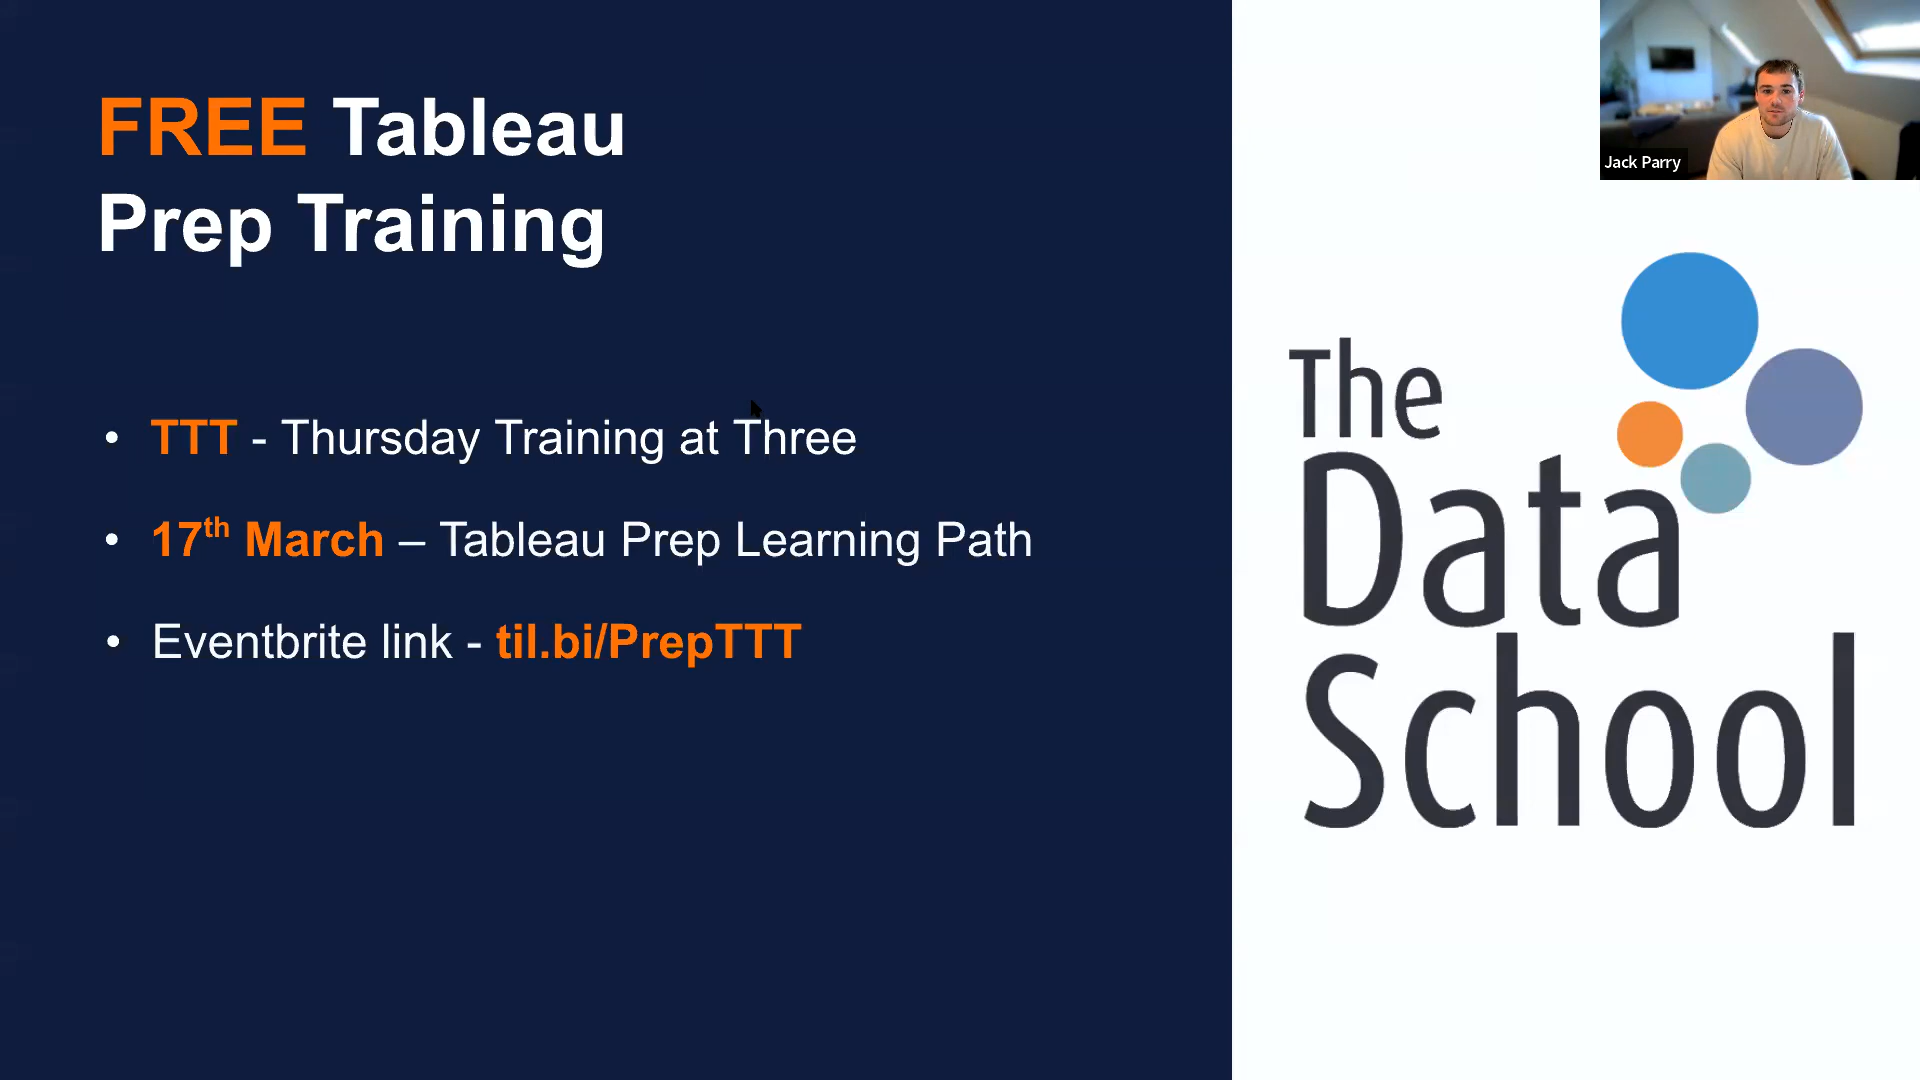 FREE Tableau
Prep Training
• TTT - Thursday Training at Three
• 17th March – Tableau Prep Learning Path
• Eventbrite link - til.bi/PrepTTT
Jack Parry
The
Data
School